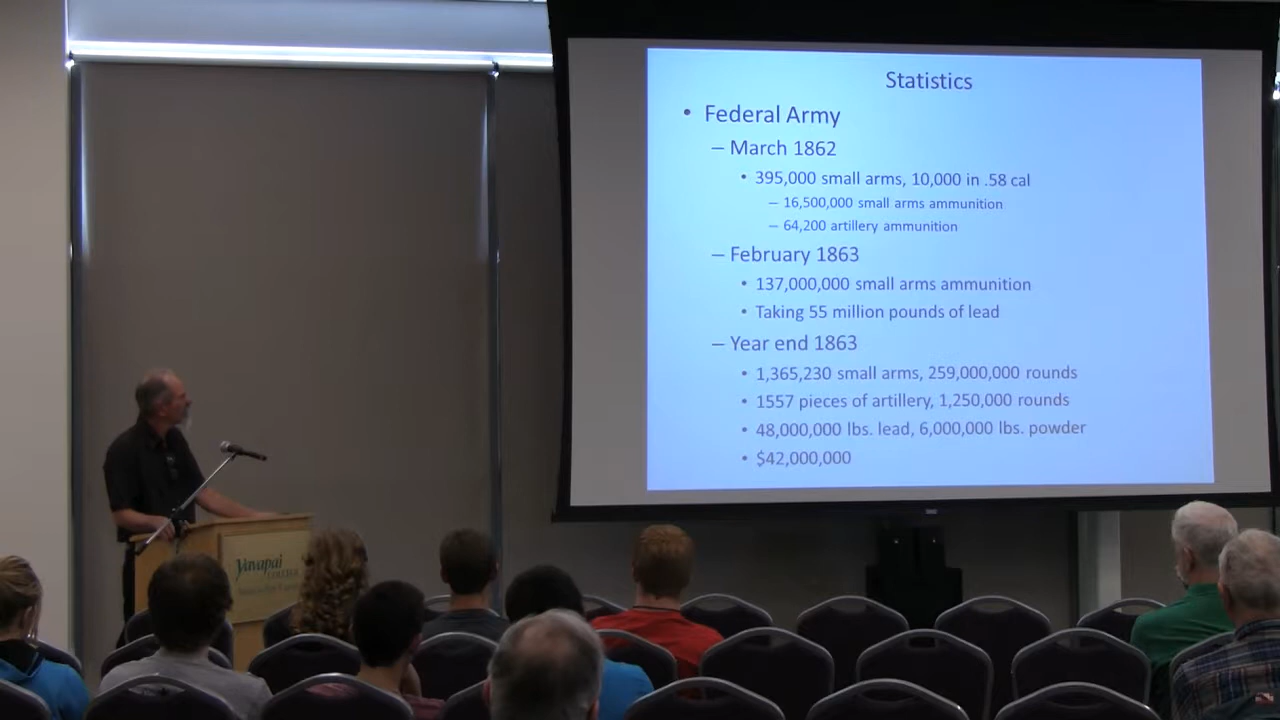 Statistics
• Federal Army
– March 1862
• 395,000 small arms, 10,000 in .58 cal
– 16,500,000 small arms ammunition
– 64,200 artillery ammunition
– February 1863
• 137,000,000 small arms ammunition
• Taking 55 million pounds of lead
– Year end 1863
• 1,365,230 small arms, 259,000,000 rounds
• 1557 pieces of artillery, 1,250,000 rounds
• 48,000,000 lbs. lead, 6,000,000 lbs. powder
• $42,000,000
Yavapai
COLLEGE